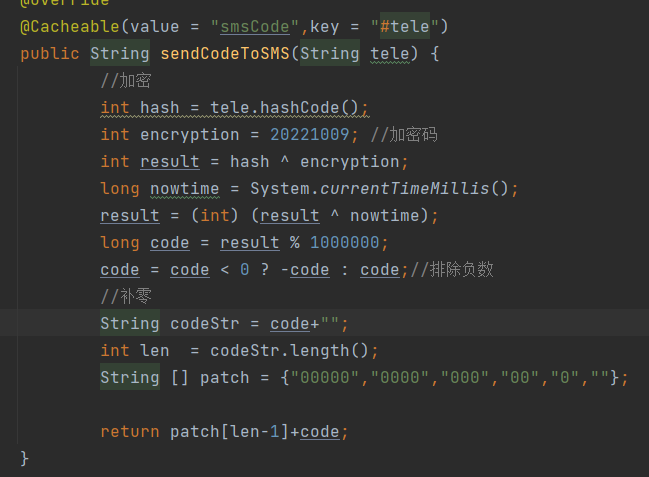 @Override
@Cacheable(value = "smsCode",key = "#tele")
public String sendCodeToSMS(String tele) {
//加密
int hash = tele.hashCode();
int encryption = 20221009; //加密码
int result = hash ^ encryption;
long nowtime = System.currentTimeMillis();
result = (int) (result ^ nowtime);
long code = result % 1000000;
code = code < 0 ? -code : code;//排除负数
//补零
String codeStr = code+"";
int len  = codeStr.length();
String [] patch = {"00000","0000","000","00","0",""};
return patch[len-1]+code;
}